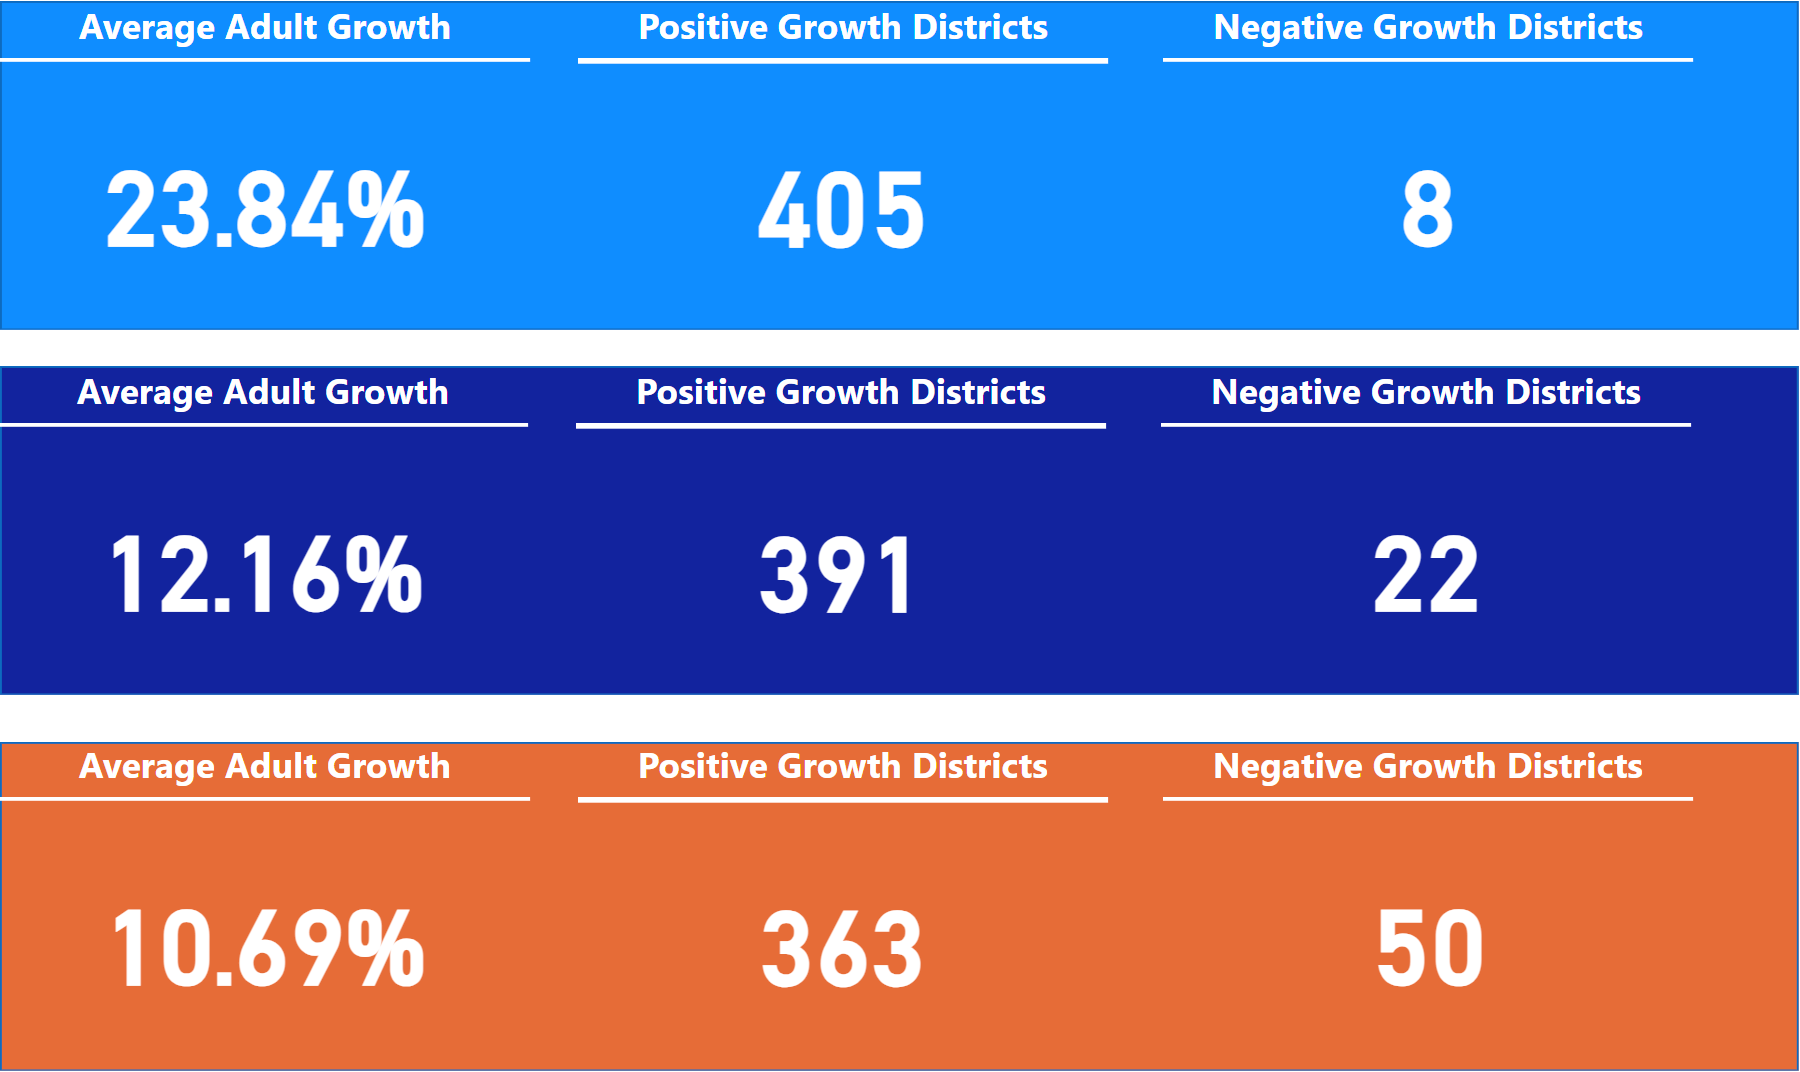 Average Adult Growth Positive Growth Districts Negative Growth Districts
23.84% 405 8
Average Adult Growth Positive Growth Districts Negative Growth Districts
12.16% 391 22
Average Adult Growth Positive Growth Districts Negative Growth Districts
10.69% 363 50